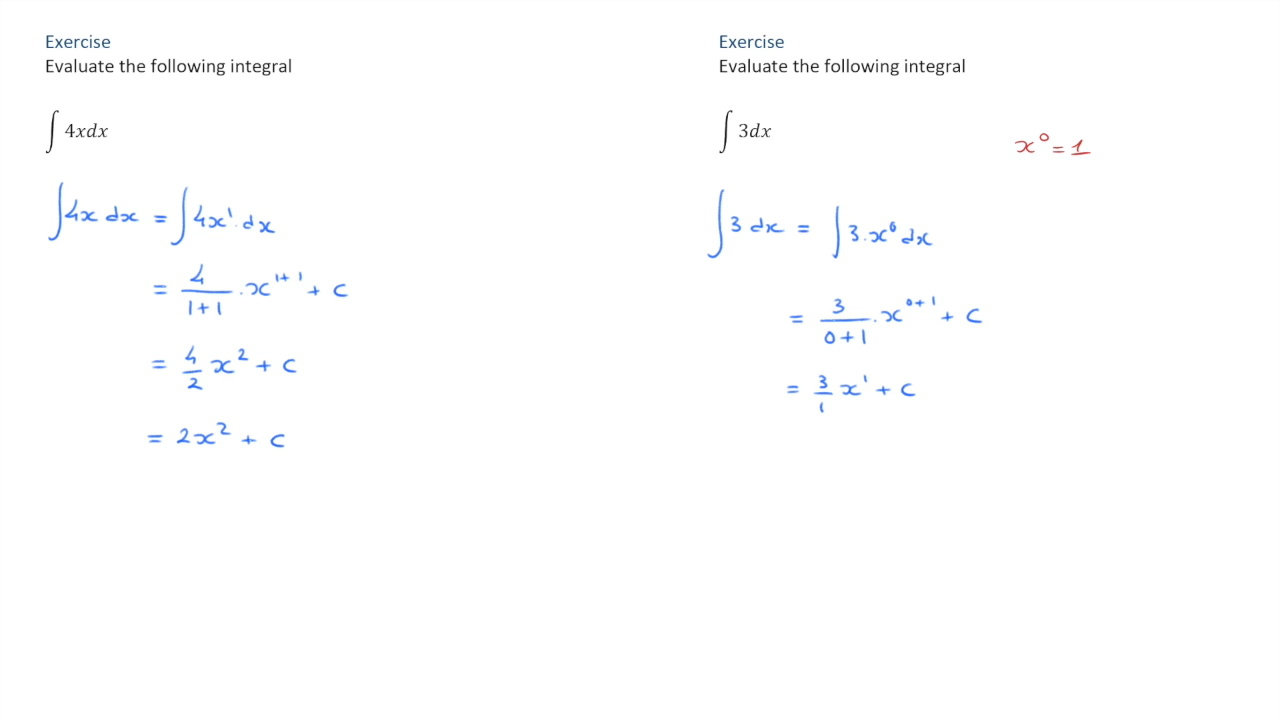 Exercise
Evaluate the following integral
∫ 4xdx
∫4x dx = ∫4x¹.dx
= 4/(1+1) .x¹⁺¹ + c
= 4/2 x² + c
= 2x² + c
Exercise
Evaluate the following integral
∫ 3dx
x⁰ = 1
∫3 dx = ∫3.x⁰ dx
= 3/(0+1) .x⁰⁺¹ + c
= 3/1 x¹ + c